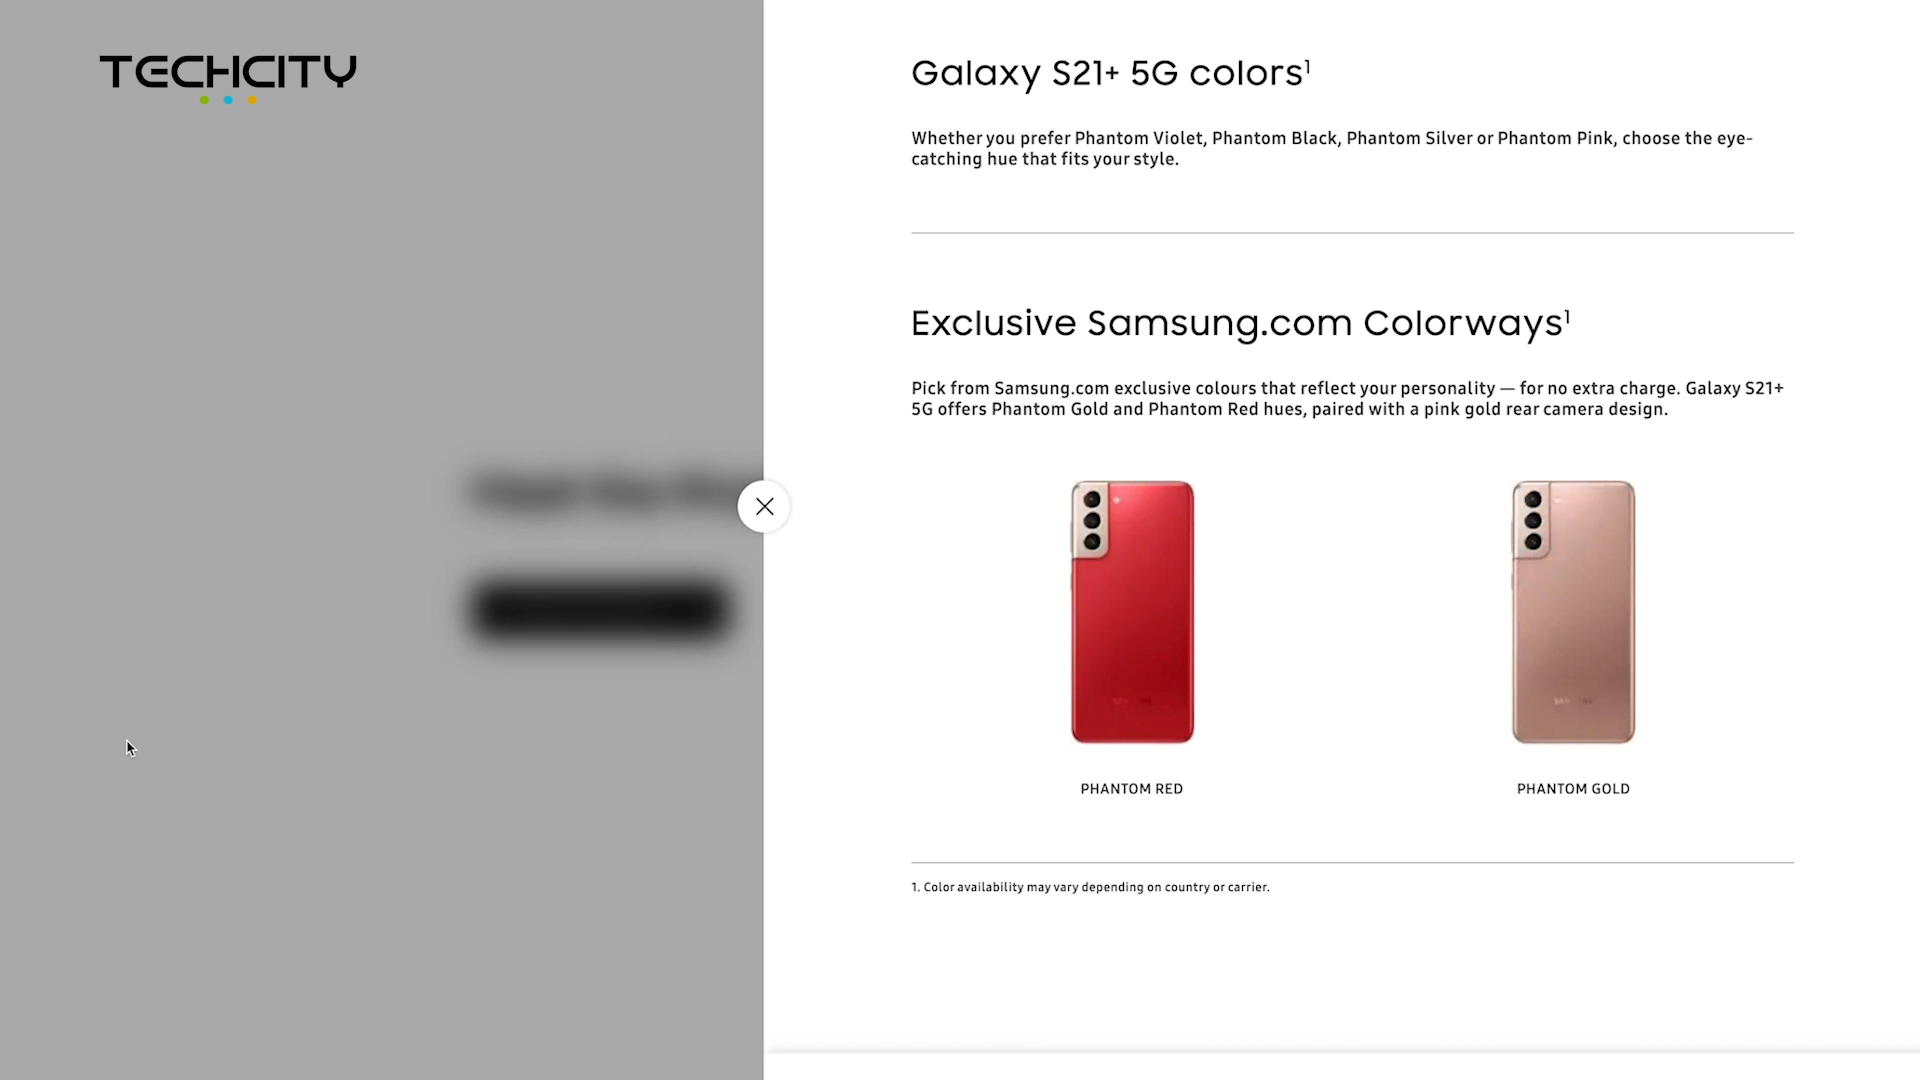 TECHCITY
Galaxy S21+ 5G colors¹
Whether you prefer Phantom Violet, Phantom Black, Phantom Silver or Phantom Pink, choose the eye-
catching hue that fits your style.
Exclusive Samsung.com Colorways¹
Pick from Samsung.com exclusive colours that reflect your personality — for no extra charge. Galaxy S21+
5G offers Phantom Gold and Phantom Red hues, paired with a pink gold rear camera design.
PHANTOM RED
PHANTOM GOLD
1. Color availability may vary depending on country or carrier.